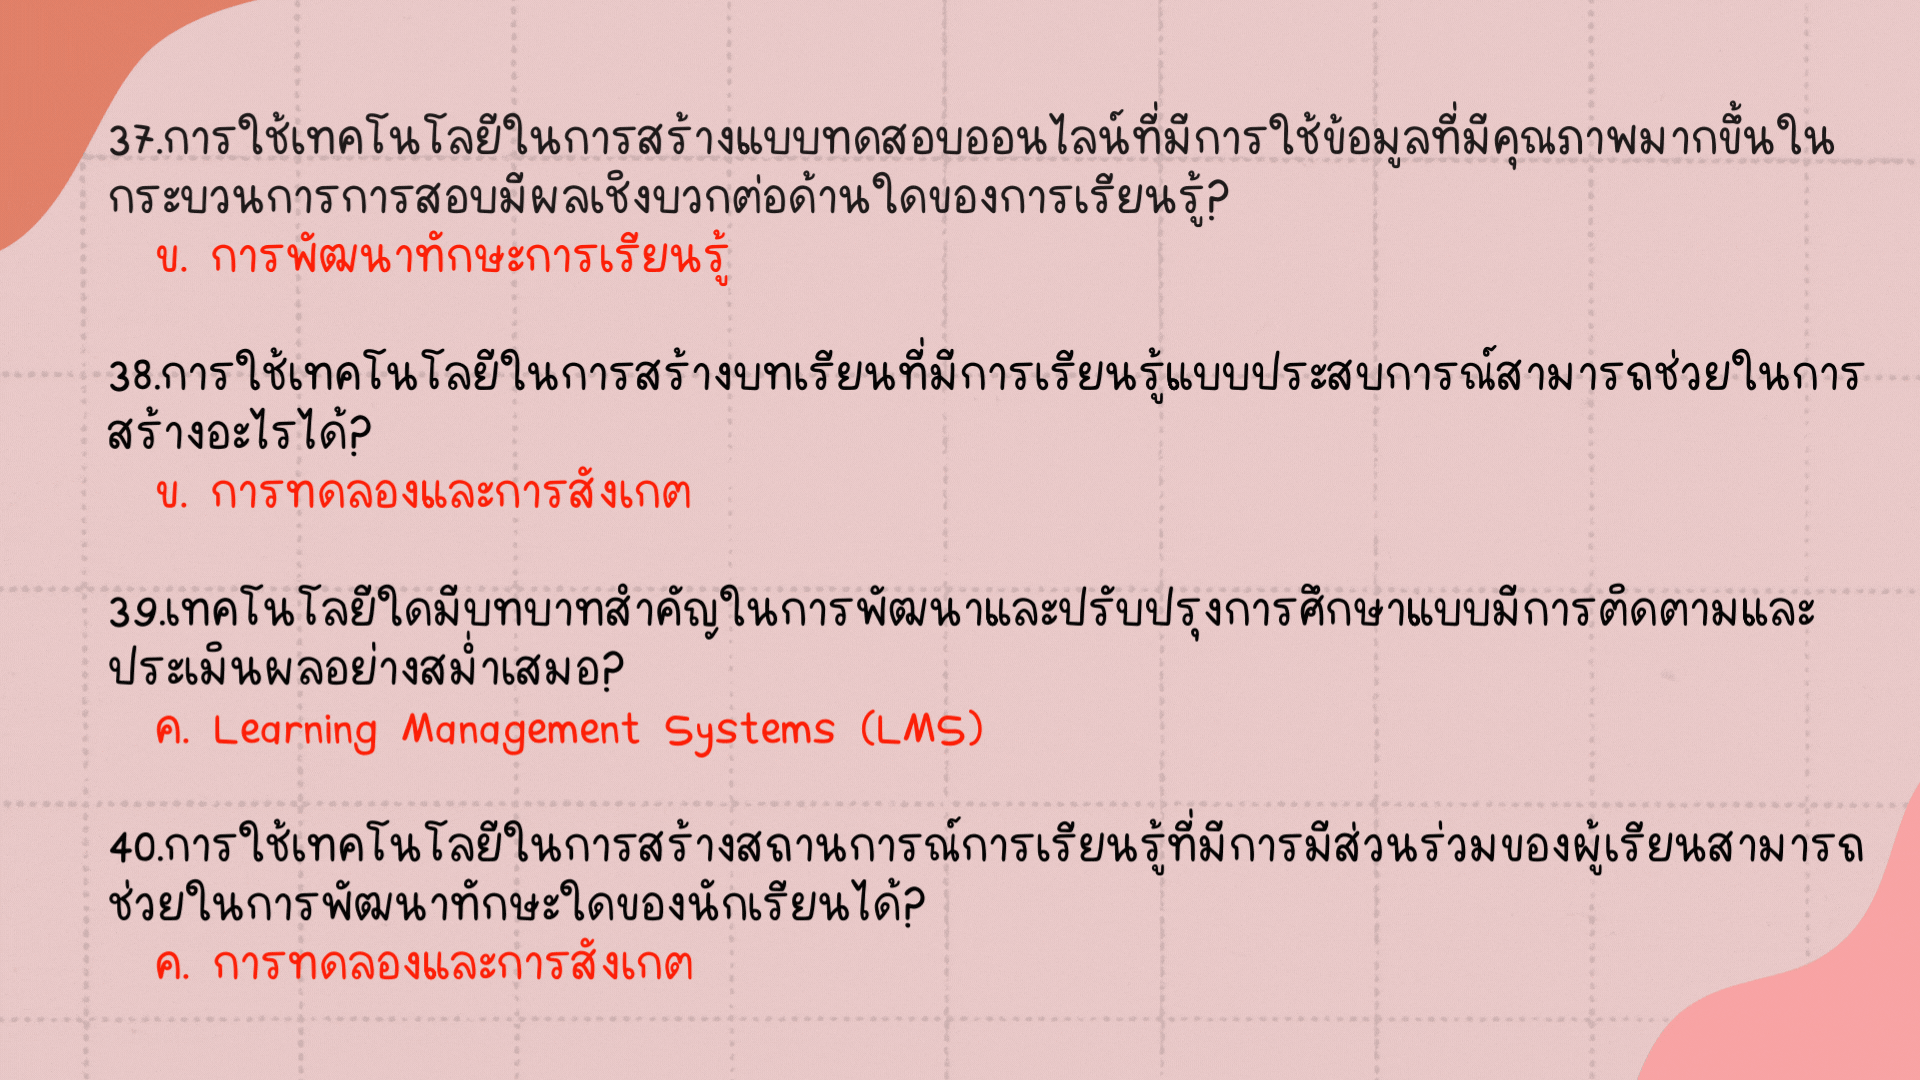 37.การใช้เทคโนโลยีในการสร้างแบบทดสอบออนไลน์ที่มีการใช้ข้อมูลที่มีคุณภาพมากขึ้นใน
กระบวนการการสอบมีผลเชิงบวกต่อด้านใดของการเรียนรู้?
ข. การพัฒนาทักษะการเรียนรู้
38.การใช้เทคโนโลยีในการสร้างบทเรียนที่มีการเรียนรู้แบบประสบการณ์สามารถช่วยในการ
สร้างอะไรได้?
ข. การทดลองและการสังเกต
39.เทคโนโลยีใดมีบทบาทสำคัญในการพัฒนาและปรับปรุงการศึกษาแบบมีการติดตามและ
ประเมินผลอย่างสม่ำเสมอ?
ค. Learning Management Systems (LMS)
40.การใช้เทคโนโลยีในการสร้างสถานการณ์การเรียนรู้ที่มีการมีส่วนร่วมของผู้เรียนสามารถ
ช่วยในการพัฒนาทักษะใดของนักเรียนได้?
ค. การทดลองและการสังเกต